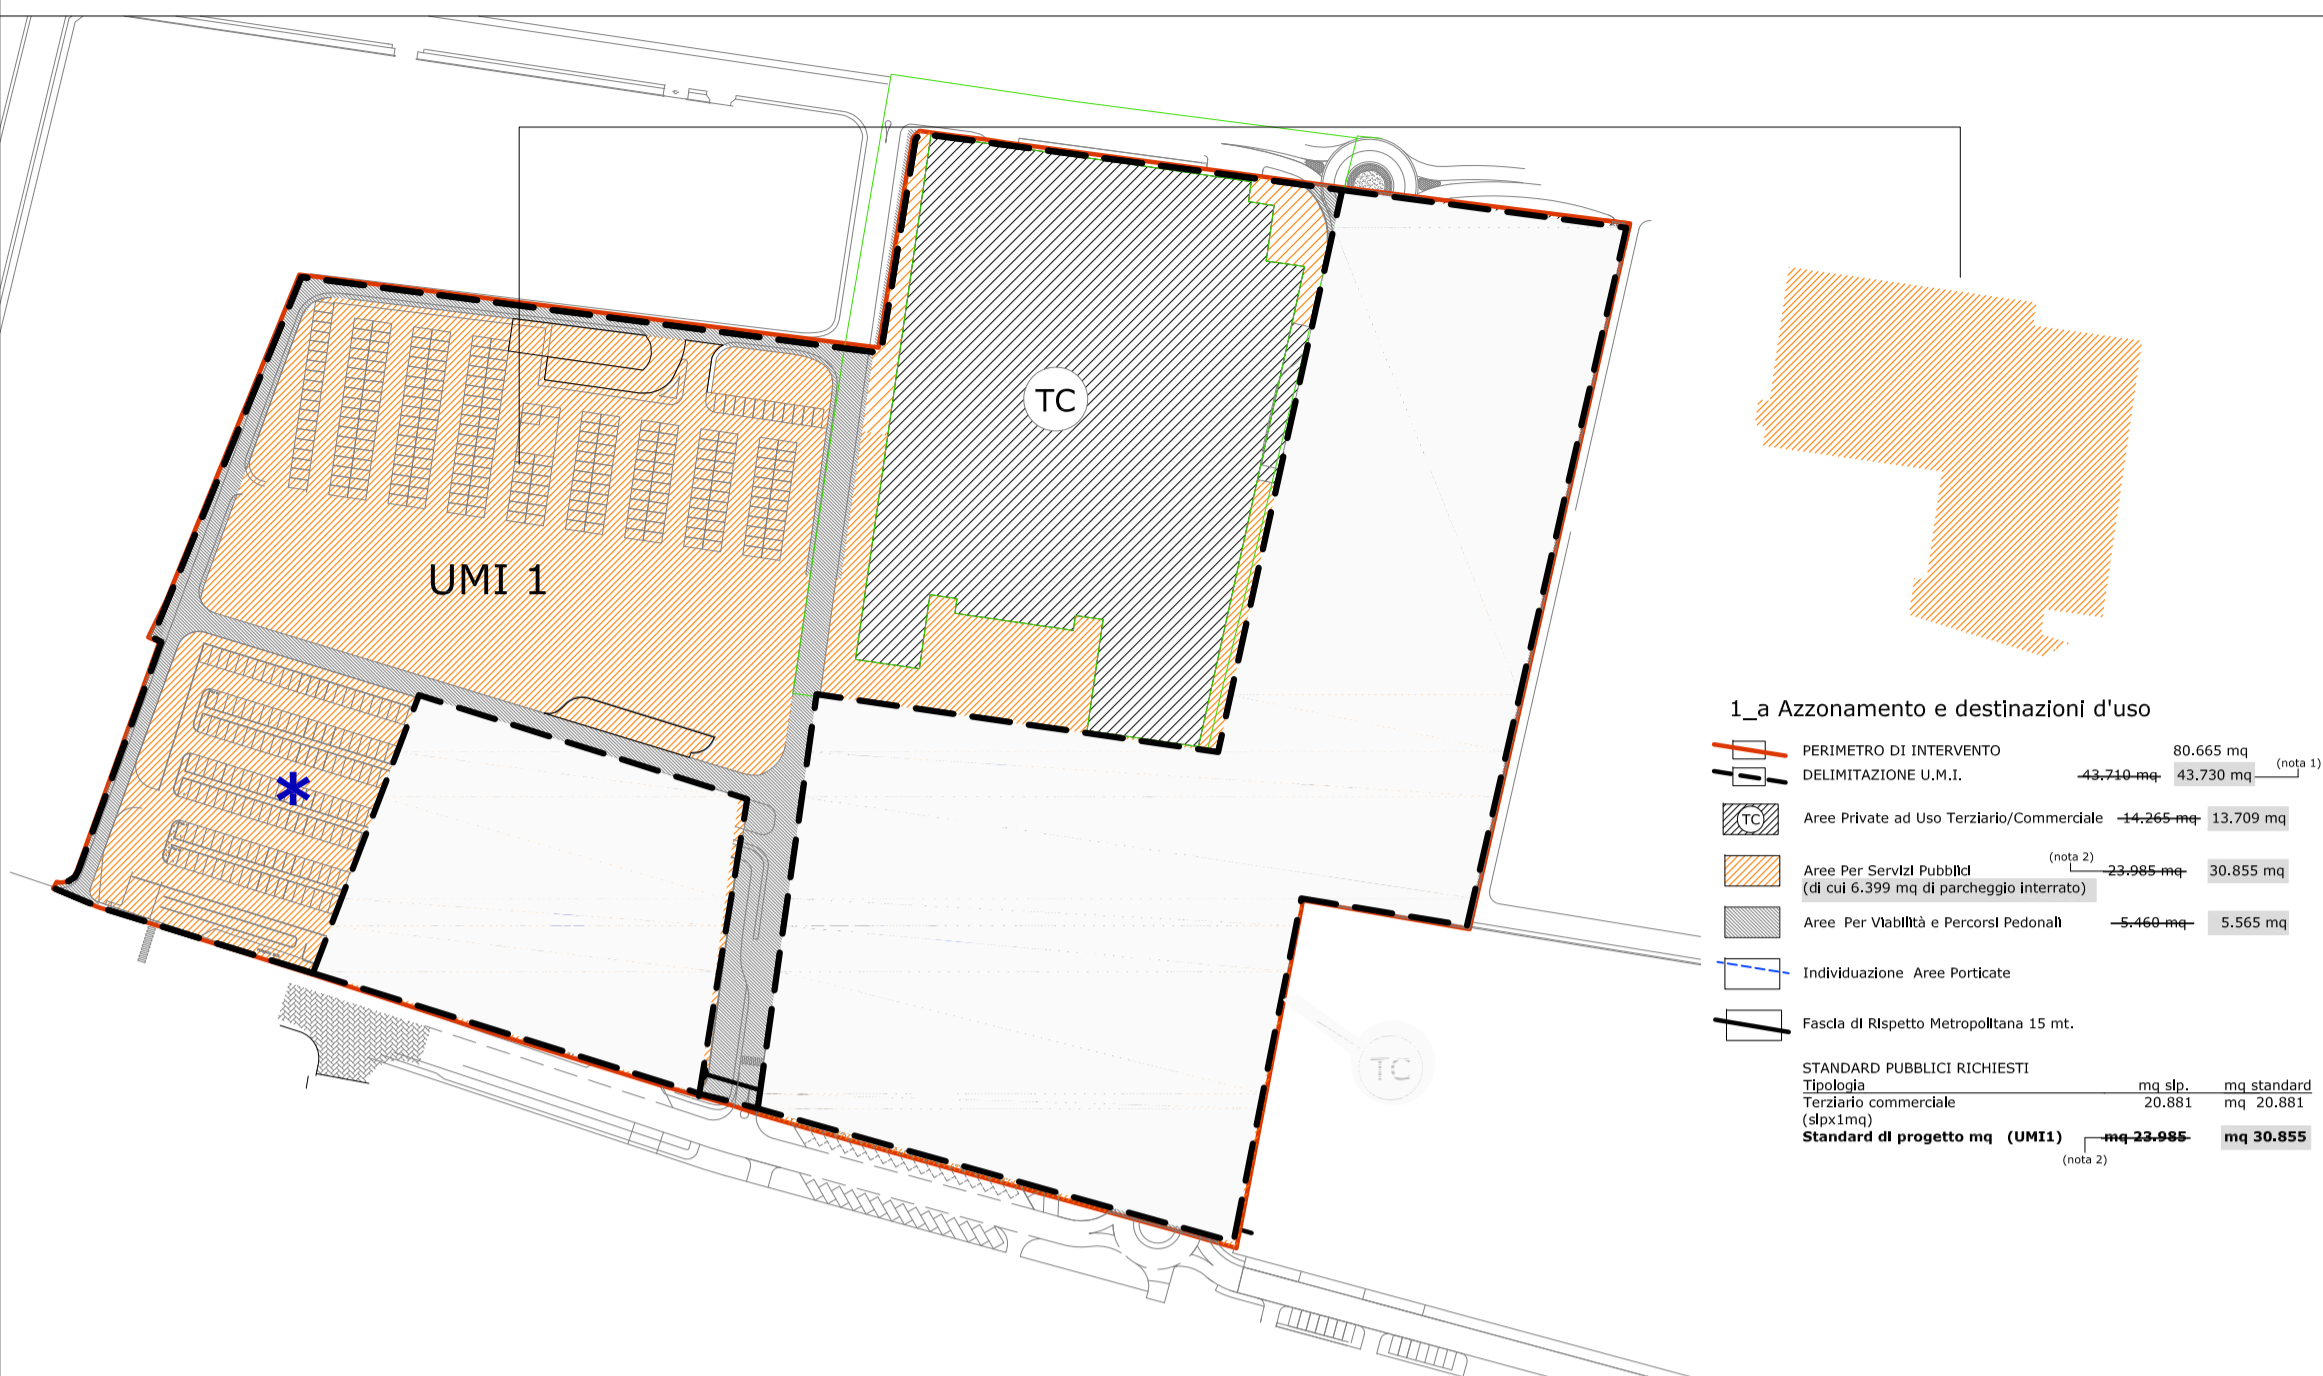 TC
UMI 1
*
1_a Azzonamento e destinazioni d'uso
PERIMETRO DI INTERVENTO 80.665 mq
DELIMITAZIONE U.M.I. 43.710 mq 43.730 mq (nota 1)
TC Aree Private ad Uso Terziario/Commerciale 14.265 mq 13.709 mq
(nota 2)
Aree Per Servizi Pubblici 23.985 mq 30.855 mq
(di cui 6.399 mq di parcheggio interrato)
Aree Per Viabilità e Percorsi Pedonali 5.460 mq 5.565 mq
Individuazione Aree Porticate
Fascia di Rispetto Metropolitana 15 mt.
TC
STANDARD PUBBLICI RICHIESTI
Tipologia mq slp. mq standard
Terziario commerciale 20.881 mq 20.881
(slpx1mq)
Standard di progetto mq (UMI1) mq 23.985 mq 30.855
(nota 2)